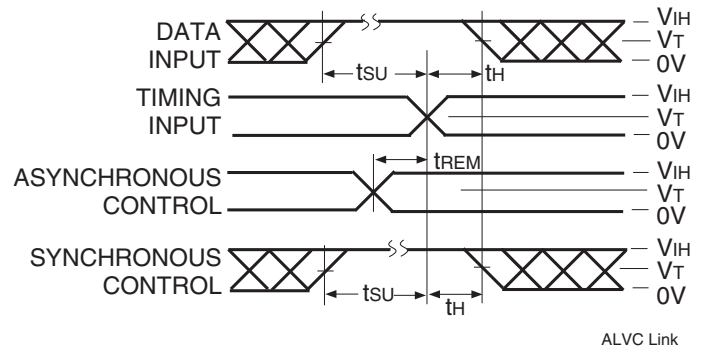 DATA
INPUT
tSU
tH
VIH
VT
0V
TIMING
INPUT
VIH
VT
0V
tREM
ASYNCHRONOUS
CONTROL
VIH
VT
0V
SYNCHRONOUS
CONTROL
tSU
tH
VIH
VT
0V
ALVC Link